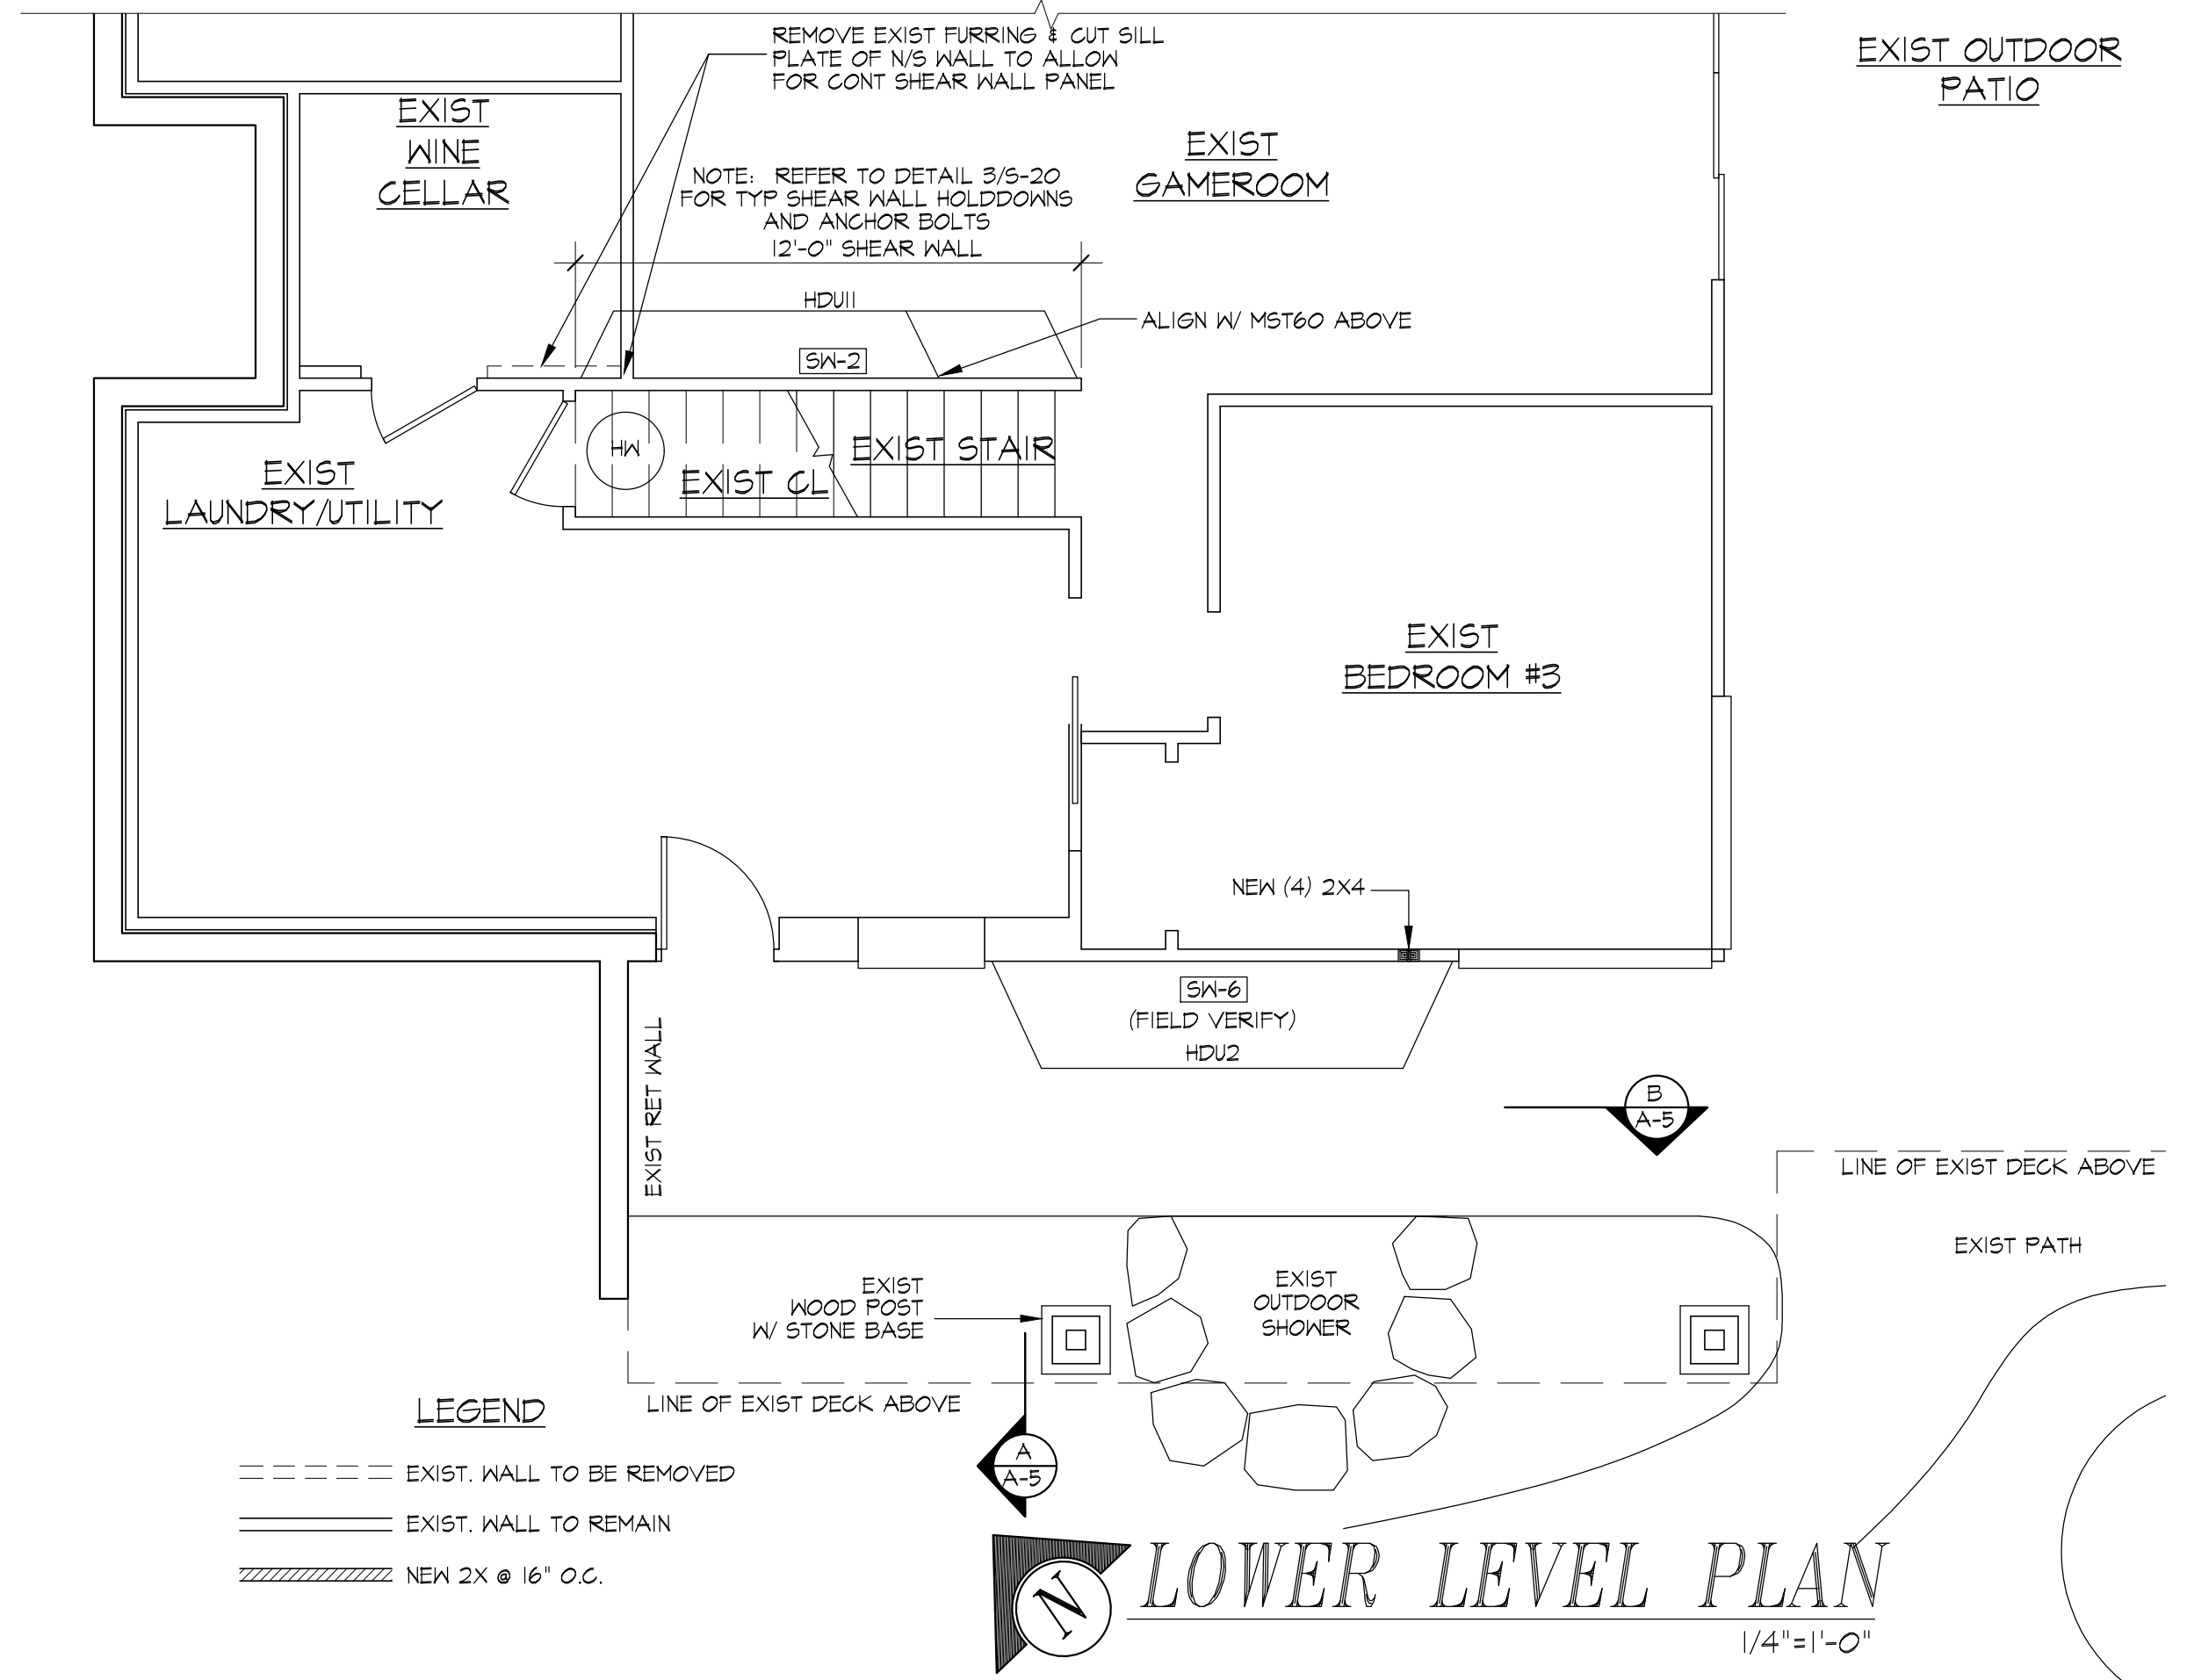 REMOVE EXIST FURRING & CUT SILL
PLATE OF N/S WALL TO ALLOW
FOR CONT SHEAR WALL PANEL
EXIST OUTDOOR
PATIO
EXIST
WINE
CELLAR
EXIST
GAMEROOM
NOTE: REFER TO DETAIL 3/S-20
FOR TYP SHEAR WALL HOLDDOWNS
AND ANCHOR BOLTS
12'-0" SHEAR WALL
HDU11
ALIGN W/ MST60 ABOVE
SW-2
HW
EXIST STAIR
EXIST CL
EXIST
LAUNDRY/UTILITY
EXIST
BEDROOM #3
NEW (4) 2X4
SW-6
(FIELD VERIFY)
HDU2
EXIST RET WALL
B
A-5
LINE OF EXIST DECK ABOVE
EXIST PATH
EXIST
WOOD POST
W/ STONE BASE
EXIST
OUTDOOR
SHOWER
LINE OF EXIST DECK ABOVE
A
A-5
LEGEND
EXIST. WALL TO BE REMOVED
EXIST. WALL TO REMAIN
NEW 2X @ 16" O.C.
N
LOWER LEVEL PLAN
1/4"=1'-0"